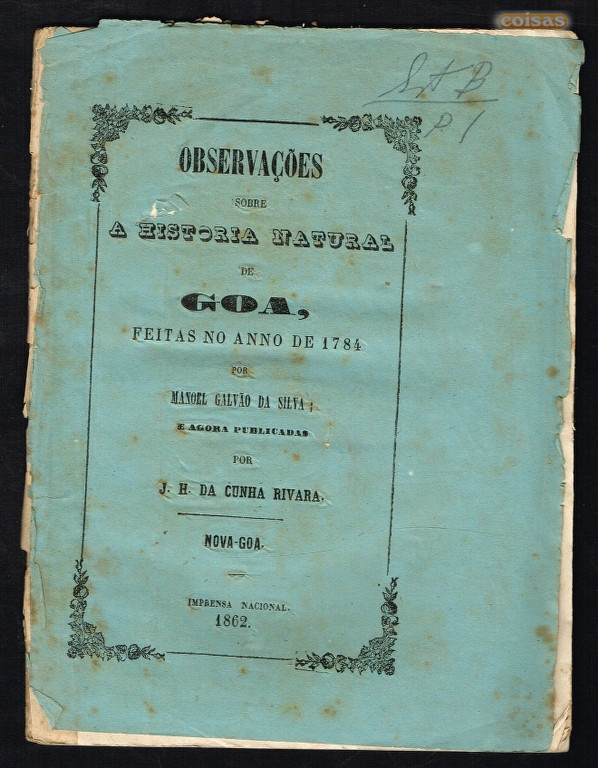 coisas
OBSERVAÇÕES
SOBRE
A HISTORIA NATURAL
DE
GOA,
FEITAS NO ANNO DE 1784
POR
MANOEL GALVÃO DA SILVA;
E AGORA PUBLICADAS
POR
J. H. DA CUNHA RIVARA.
NOVA-GOA.
IMPRENSA NACIONAL.
1862.